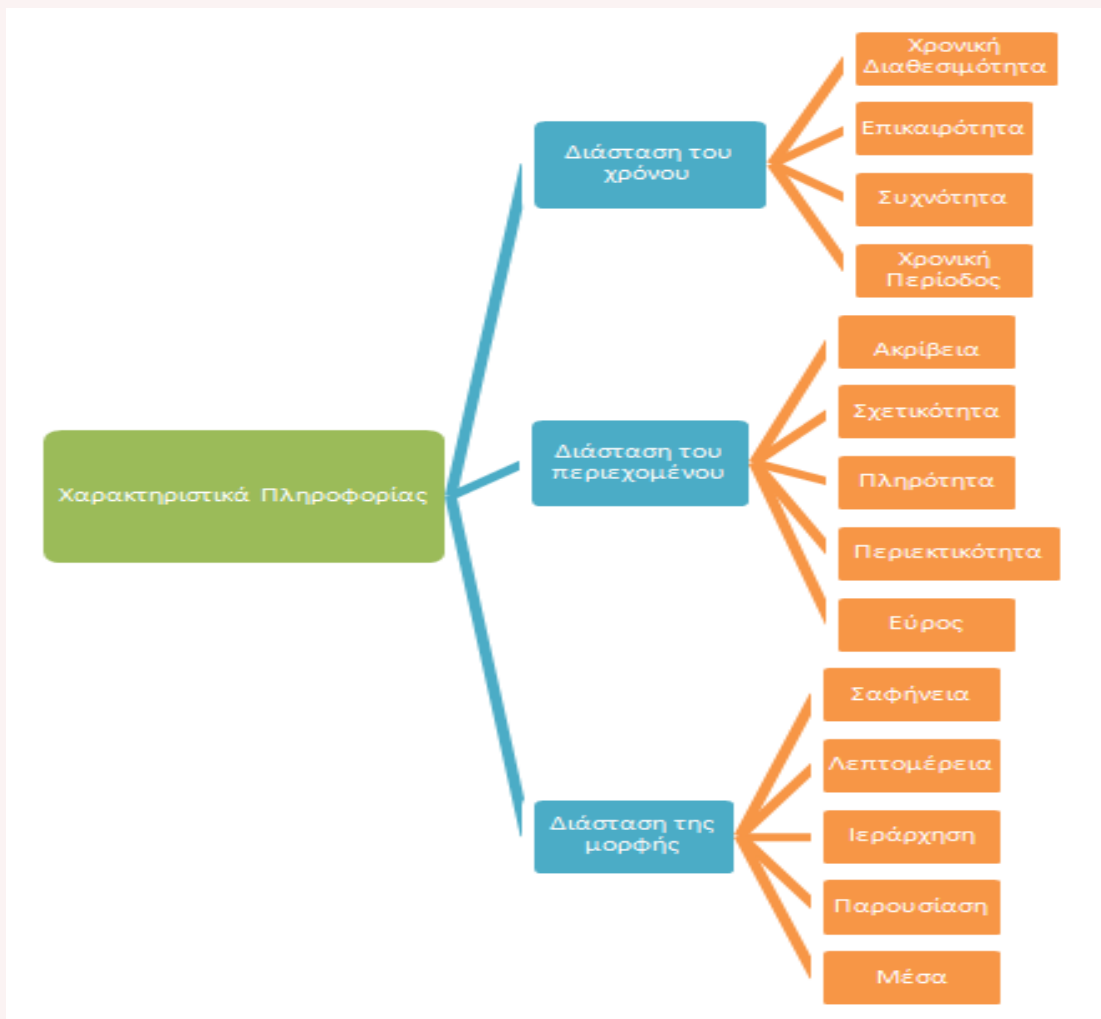 Χαρακτηριστικά Πληροφορίας
Διάσταση του
χρόνου
Χρονική
Διαθεσιμότητα
Επικαιρότητα
Συχνότητα
Χρονική
Περίοδος
Διάσταση του
περιεχομένου
Ακρίβεια
Σχετικότητα
Πληρότητα
Περιεκτικότητα
Εύρος
Διάσταση της
μορφής
Σαφήνεια
Λεπτομέρεια
Ιεράρχηση
Παρουσίαση
Μέσα